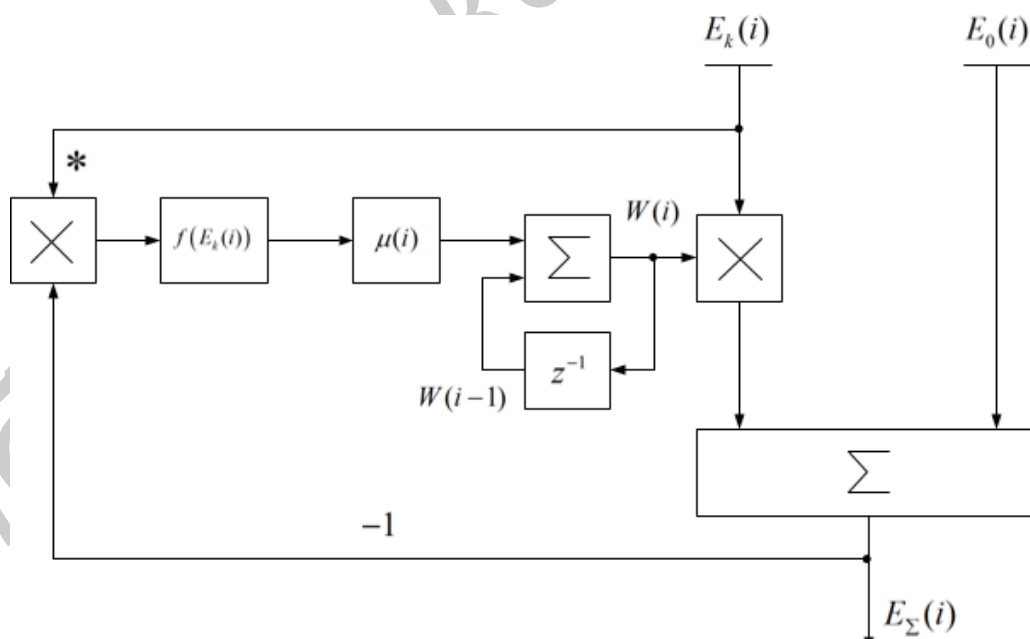 E_k(i) E_0(i)
*
f(E_k(i)) μ(i) Σ W(i) ×
×
z^{-1}
W(i−1)
Σ
−1
E_Σ(i)